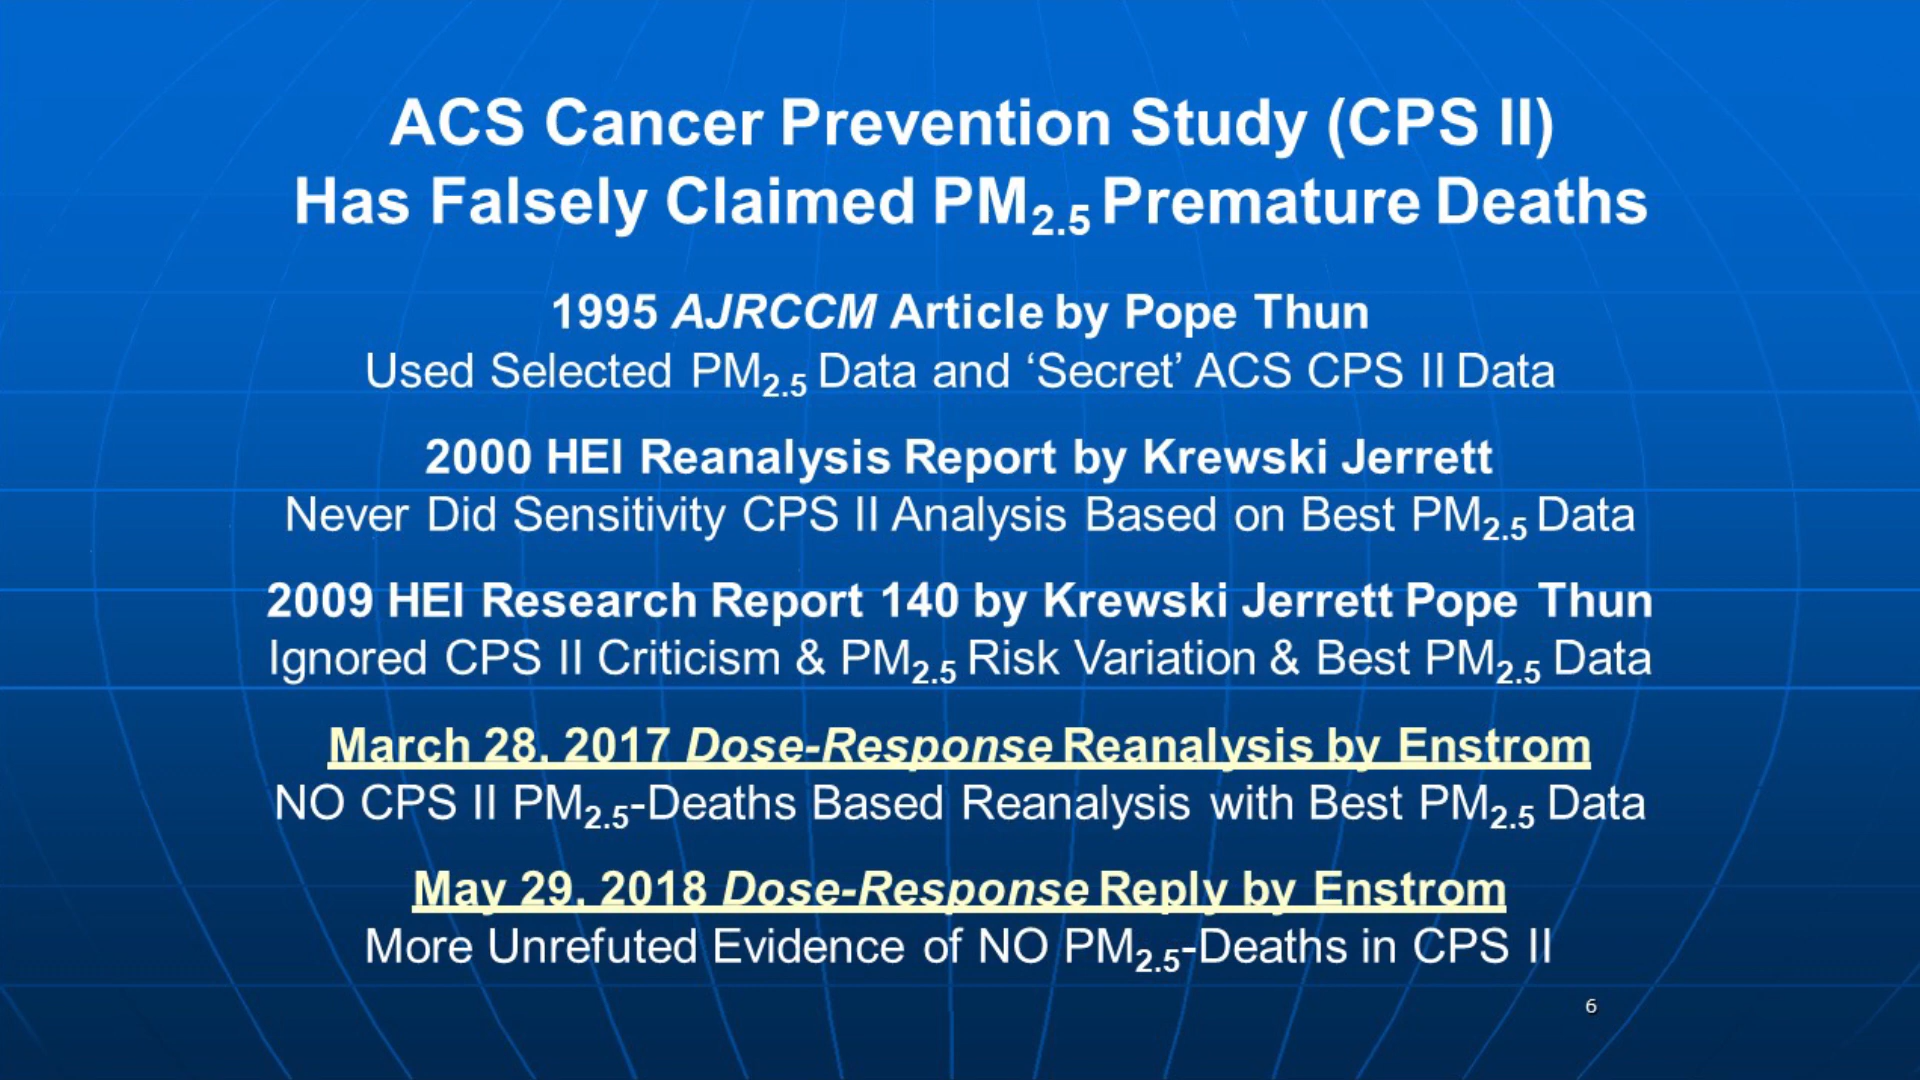 ACS Cancer Prevention Study (CPS II)
Has Falsely Claimed PM2.5 Premature Deaths
1995 AJRCCM Article by Pope Thun
Used Selected PM2.5 Data and ‘Secret’ ACS CPS II Data
2000 HEI Reanalysis Report by Krewski Jerrett
Never Did Sensitivity CPS II Analysis Based on Best PM2.5 Data
2009 HEI Research Report 140 by Krewski Jerrett Pope Thun
Ignored CPS II Criticism & PM2.5 Risk Variation & Best PM2.5 Data
March 28, 2017 Dose-Response Reanalysis by Enstrom
NO CPS II PM2.5-Deaths Based Reanalysis with Best PM2.5 Data
May 29, 2018 Dose-Response Reply by Enstrom
More Unrefuted Evidence of NO PM2.5-Deaths in CPS II
6